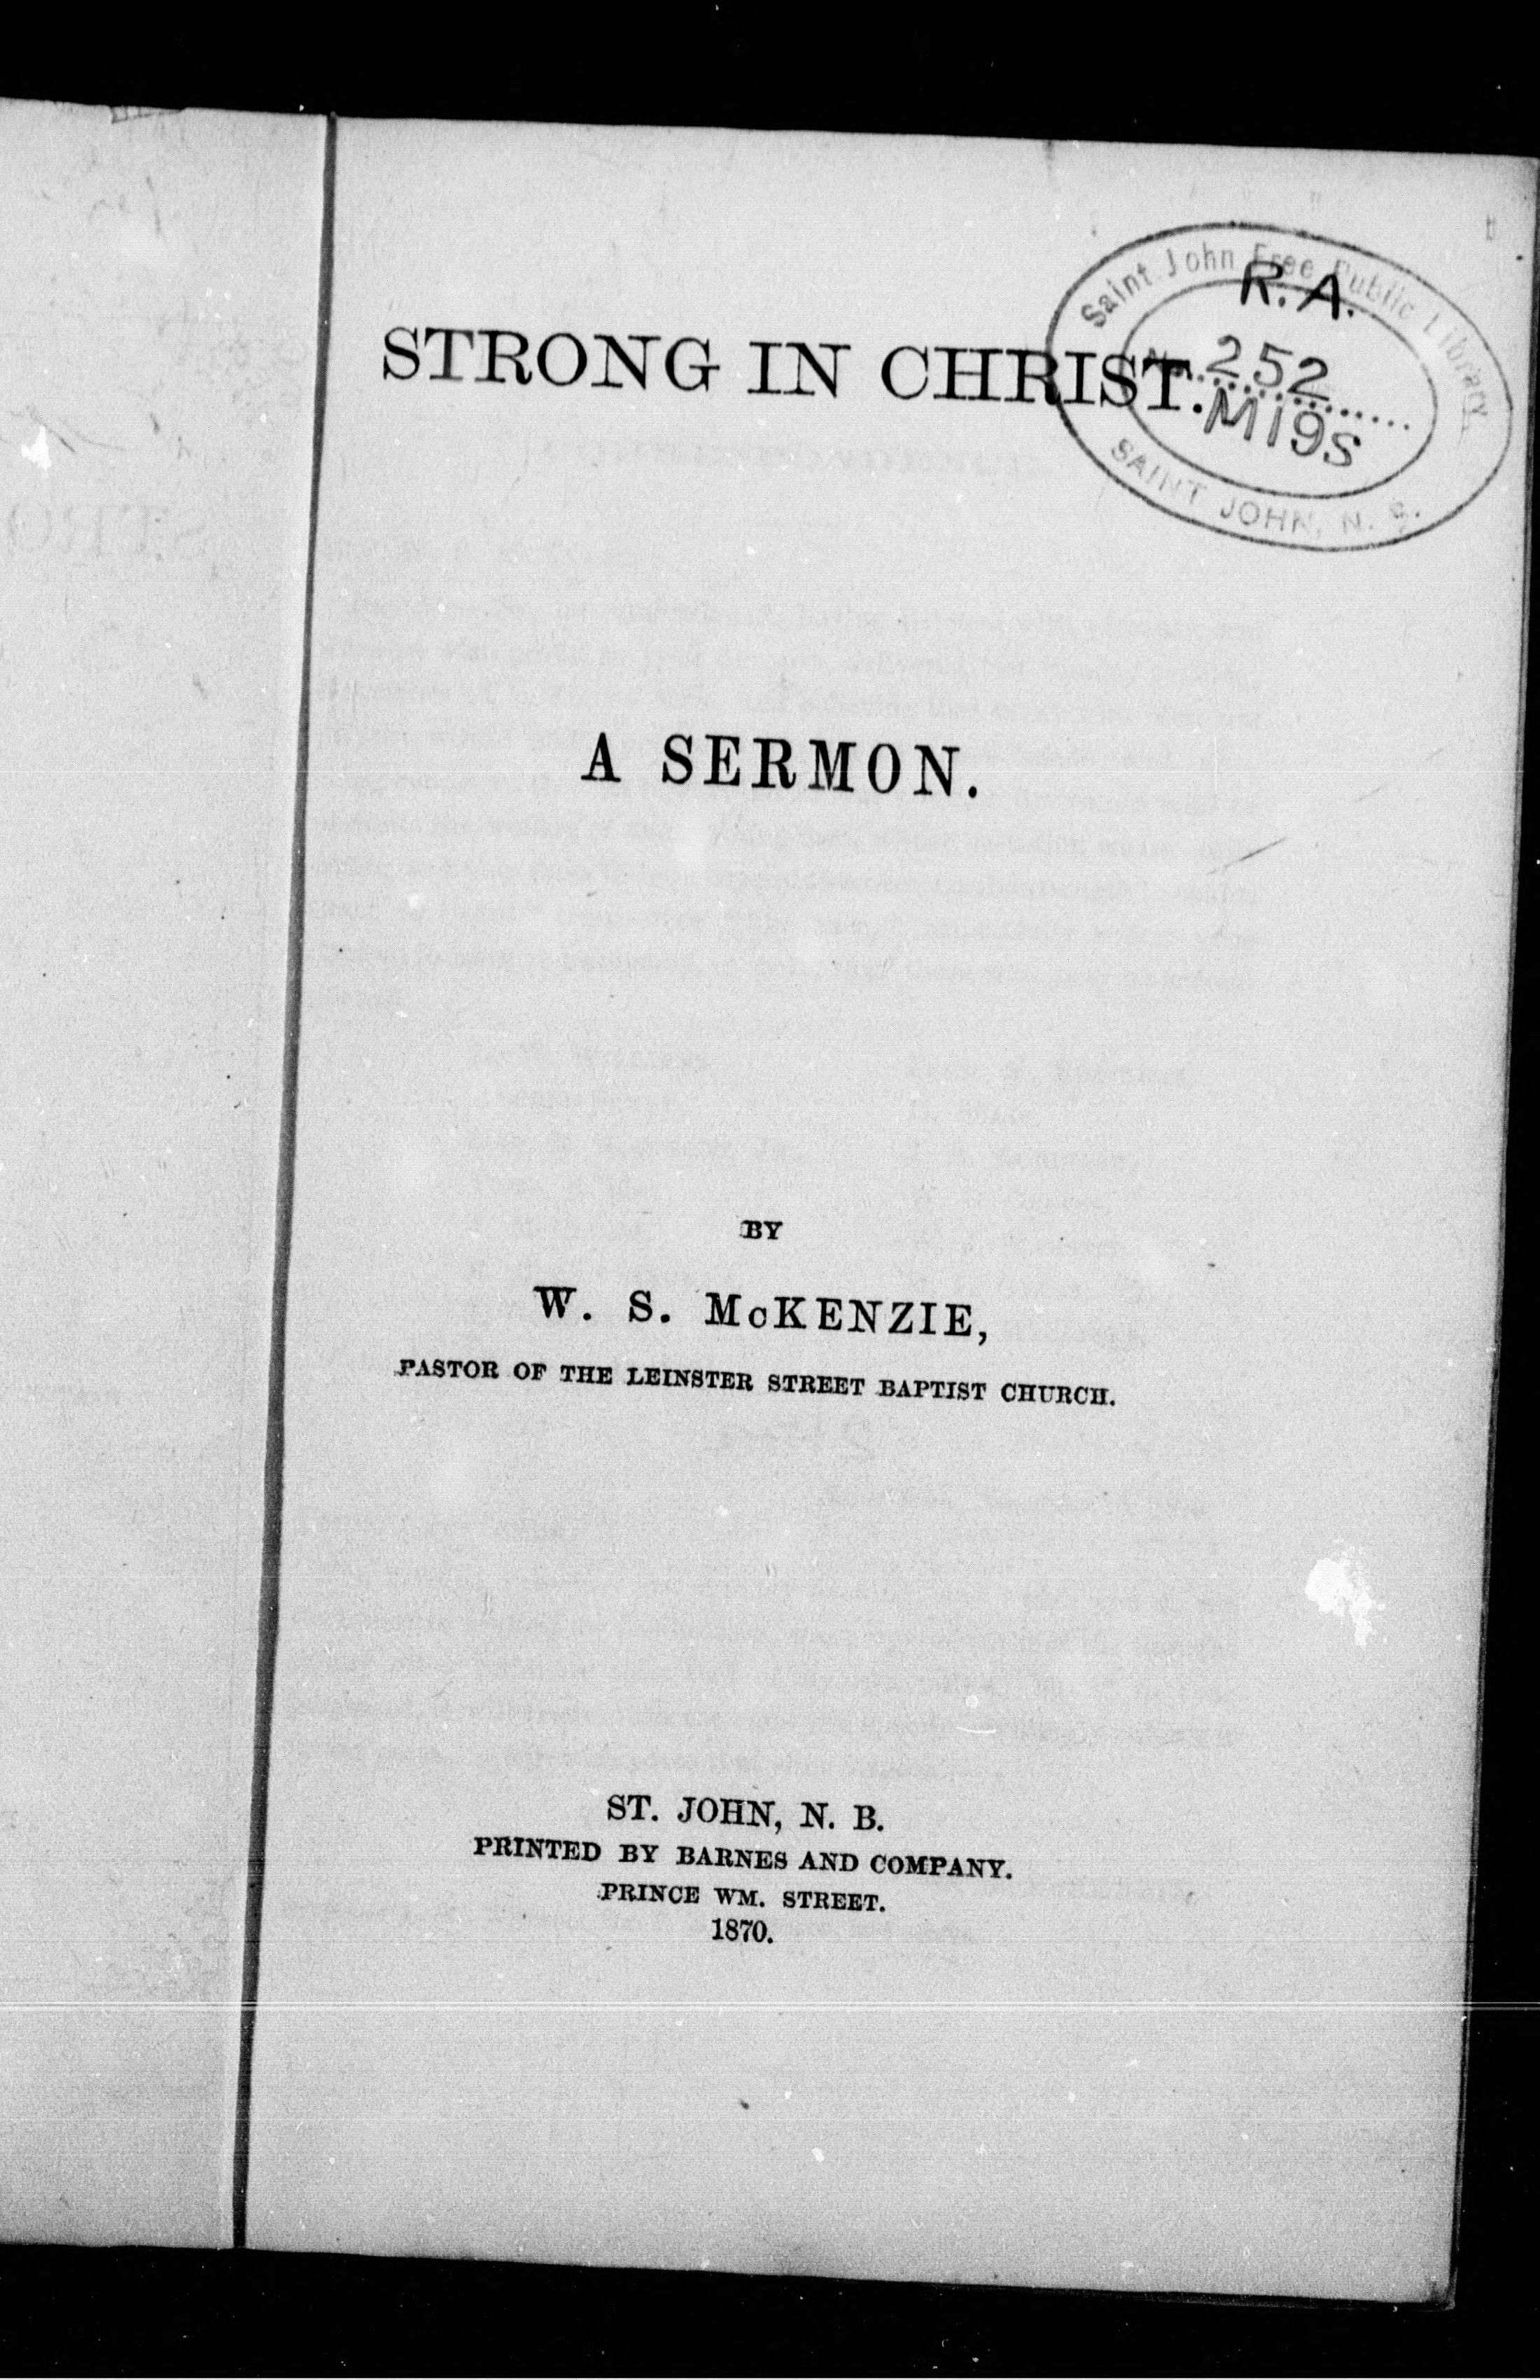 Saint John Free Public Library,
R. A.
No. 252
M19S
SAINT JOHN, N. B.
STRONG IN CHRIST.
A SERMON.
BY
W. S. McKENZIE,
PASTOR OF THE LEINSTER STREET BAPTIST CHURCH.
ST. JOHN, N. B.
PRINTED BY BARNES AND COMPANY.
PRINCE WM. STREET.
1870.